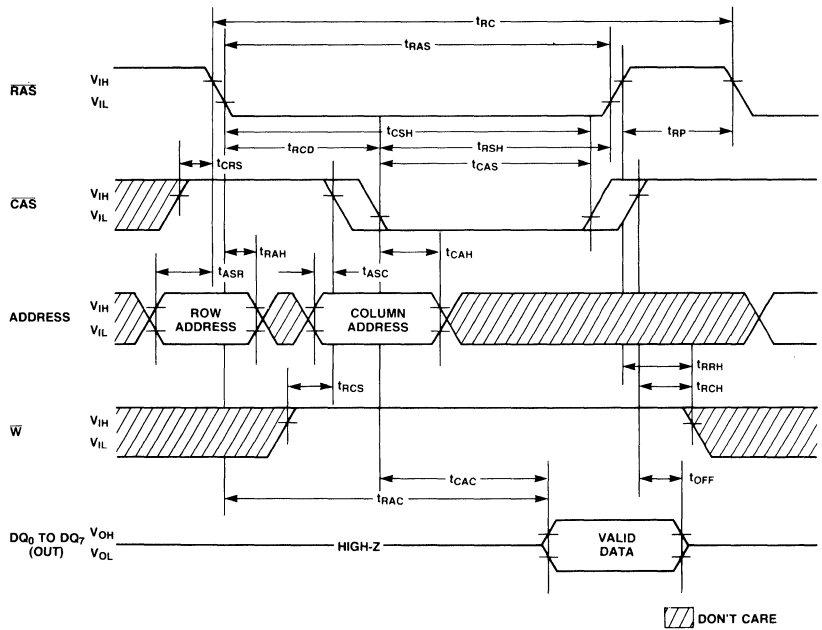 tRC
tRAS
RAS
VIH
VIL
tCSH
tRCD
tRSH
tRP
tCRS
tCAS
CAS
VIH
VIL
tRAH
tCAH
tASR
tASC
ADDRESS
VIH
VIL
ROW
ADDRESS
COLUMN
ADDRESS
tRRH
tRCS
tRCH
W
VIH
VIL
tCAC
tOFF
tRAC
DQ0 TO DQ7
(OUT)
VOH
VOL
HIGH-Z
VALID
DATA
DON'T CARE